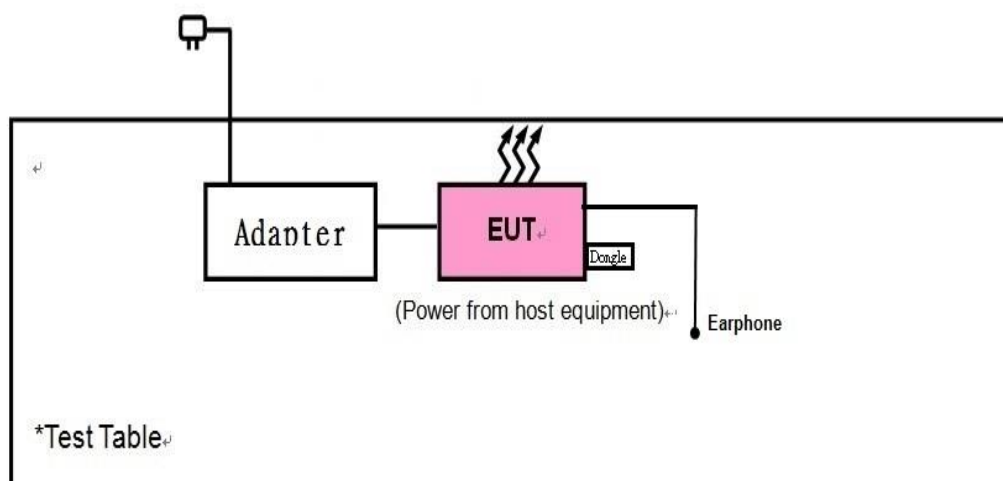 Adapter
EUT
Dongle
(Power from host equipment)
Earphone
*Test Table